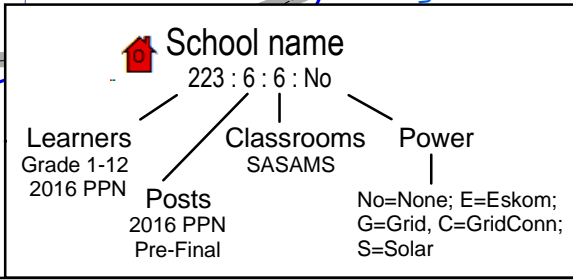 School name
223 : 6 : 6 : No
Learners
Grade 1-12
2016 PPN
Posts
2016 PPN
Pre-Final
Classrooms
SASAMS
Power
No=None; E=Eskom;
G=Grid, C=GridConn;
S=Solar